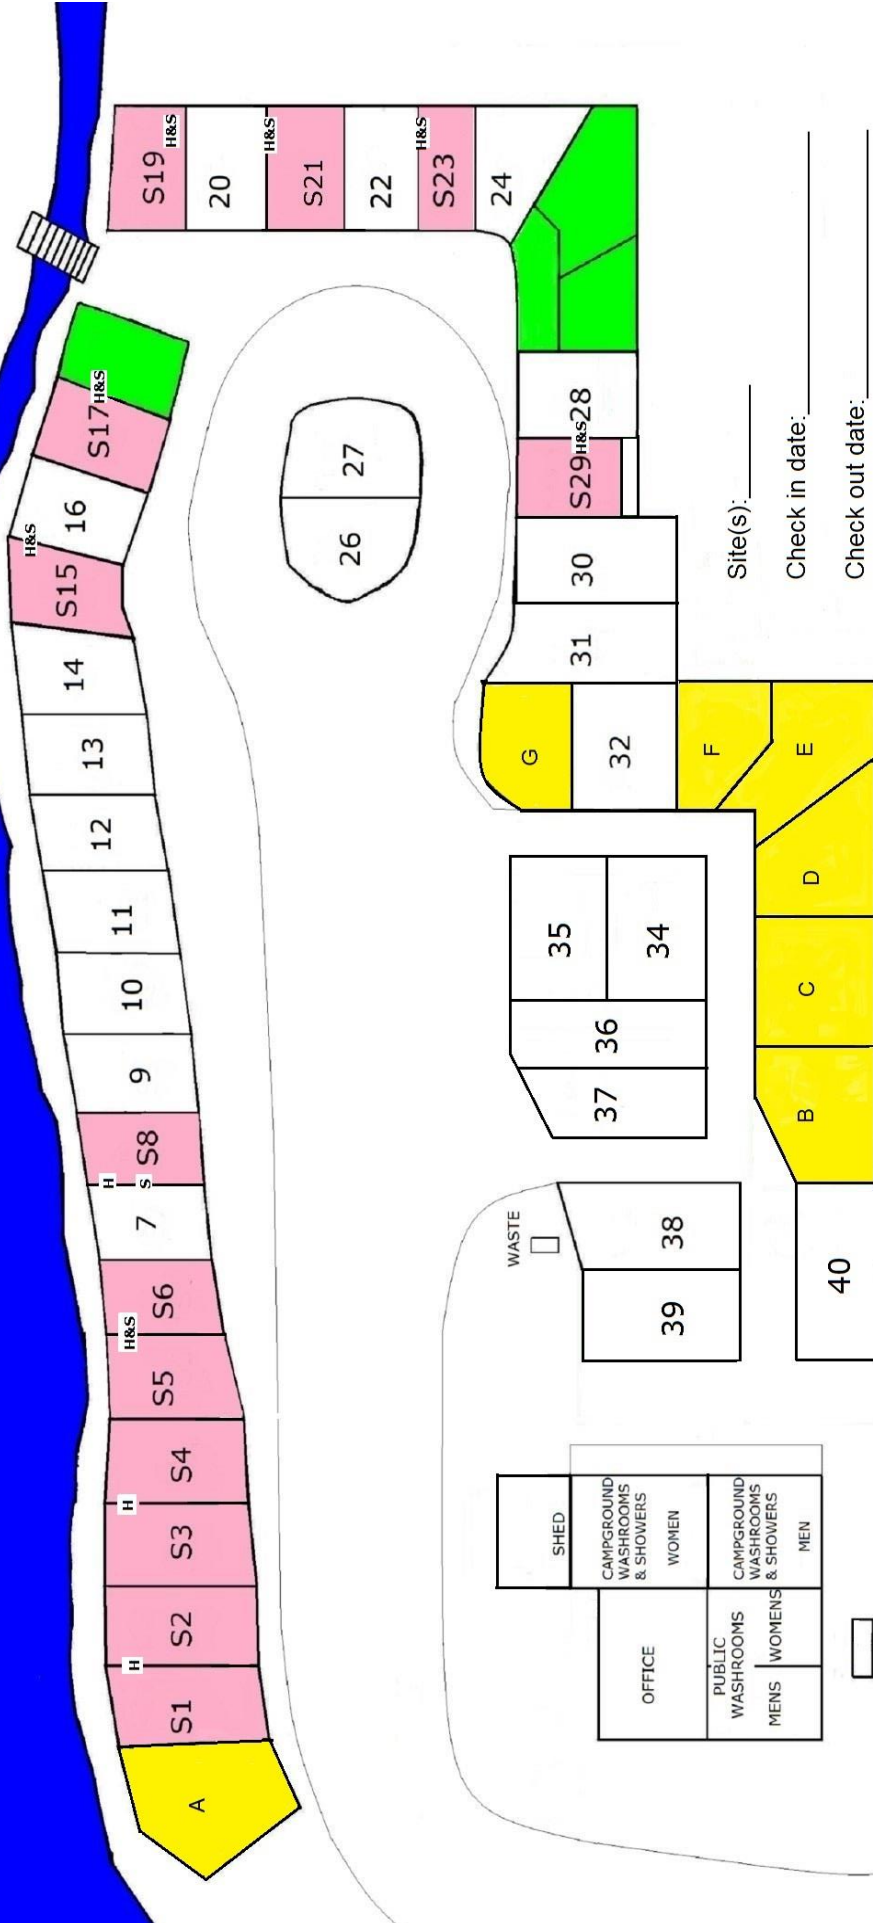 S19
H&S
20
H&S
S21
22
H&S
S23
24
S17
H&S
16
H&S
S15
14
13
12
11
10
9
S8
H
S
7
S6
H&S
S5
S4
H
S3
S2
H
S1
A
27
26
28
H&S
S29
30
31
G
32
F
E
D
C
B
35
34
36
37
38
39
40
WASTE
SHED
CAMPGROUND
WASHROOMS
& SHOWERS
WOMEN
CAMPGROUND
WASHROOMS
& SHOWERS
MEN
OFFICE
PUBLIC
WASHROOMS
MENS
WOMENS
Site(s):
Check in date:
Check out date: